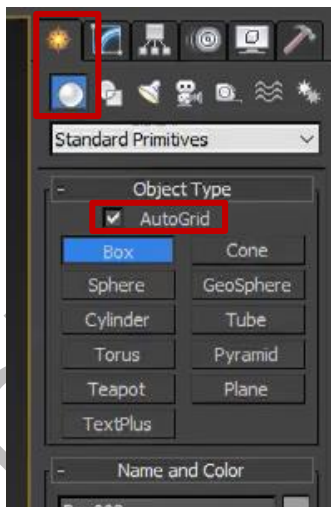 Standard Primitives
- Object Type
AutoGrid
Box Cone
Sphere GeoSphere
Cylinder Tube
Torus Pyramid
Teapot Plane
TextPlus
- Name and Color